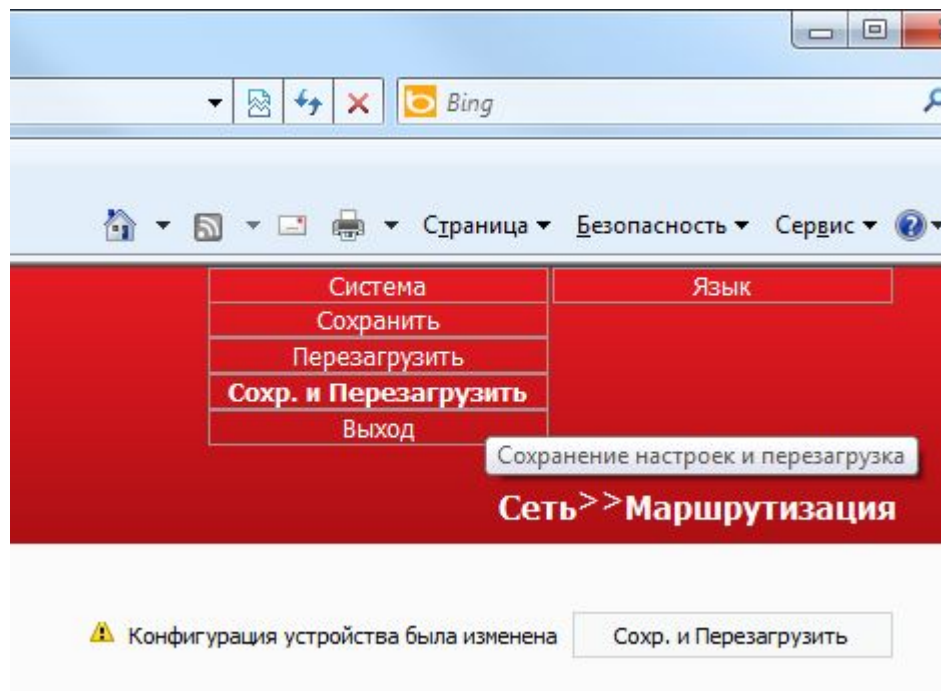 Bing
Страница Безопасность Сервис
Система Язык
Сохранить
Перезагрузить
Сохр. и Перезагрузить
Выход
Сохранение настроек и перезагрузка
Сеть>>Маршрутизация
Конфигурация устройства была изменена Сохр. и Перезагрузить